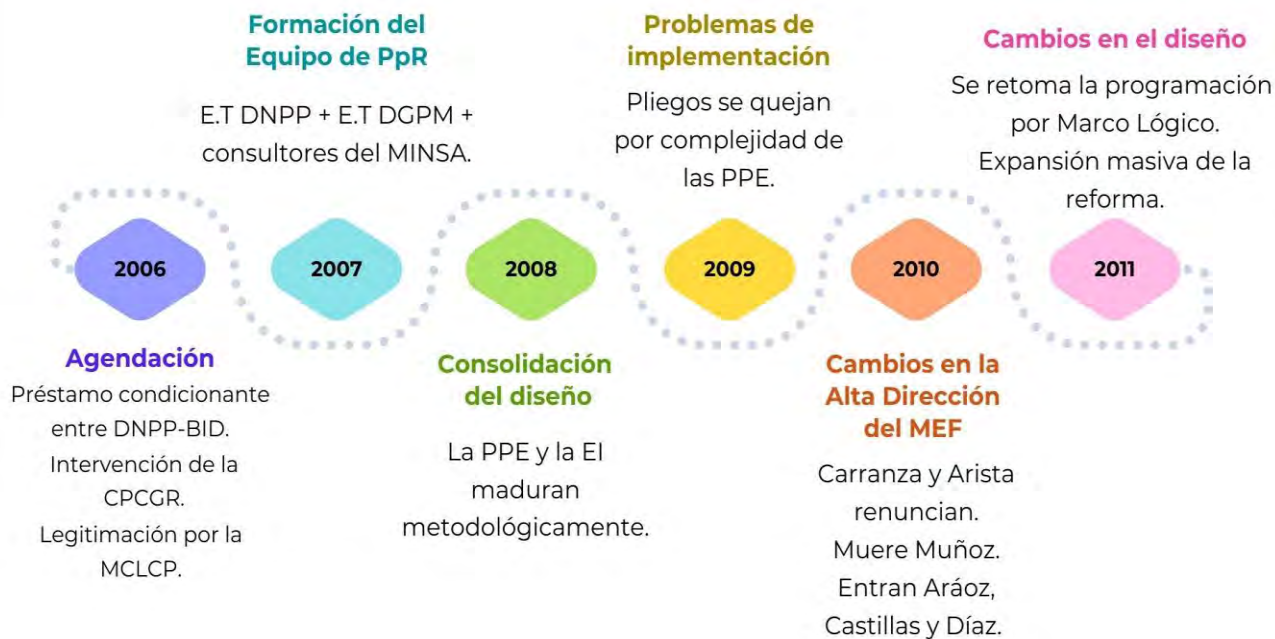 Formación del
Equipo de PpR
E.T DNPP + E.T DGPM +
consultores del MINSA.
Problemas de
implementación
Pliegos se quejan
por complejidad de
las PPE.
Cambios en el diseño
Se retoma la programación
por Marco Lógico.
Expansión masiva de la
reforma.
2006
2007
2008
2009
2010
2011
Agendación
Préstamo condicionante
entre DNPP-BID.
Intervención de la
CPCGR.
Legitimación por la
MCLCP.
Consolidación
del diseño
La PPE y la EI
maduran
metodológicamente.
Cambios en la
Alta Dirección
del MEF
Carranza y Arista
renuncian.
Muere Muñoz.
Entran Aráoz,
Castillas y Díaz.